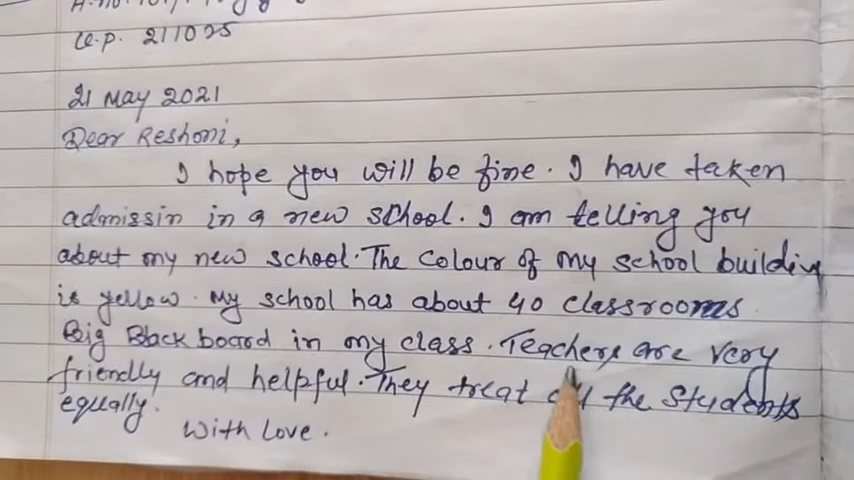 U.P. 211025
21 May 2021
Dear Reshoni,
I hope you will be fine. I have taken
admissin in a new school. I am telling you
about my new school. The colour of my school building
is yellow. My school has about 40 classrooms.
Big Black board in my class. Teachers are very
friendly and helpful. They treat all the students
equally.
With love.